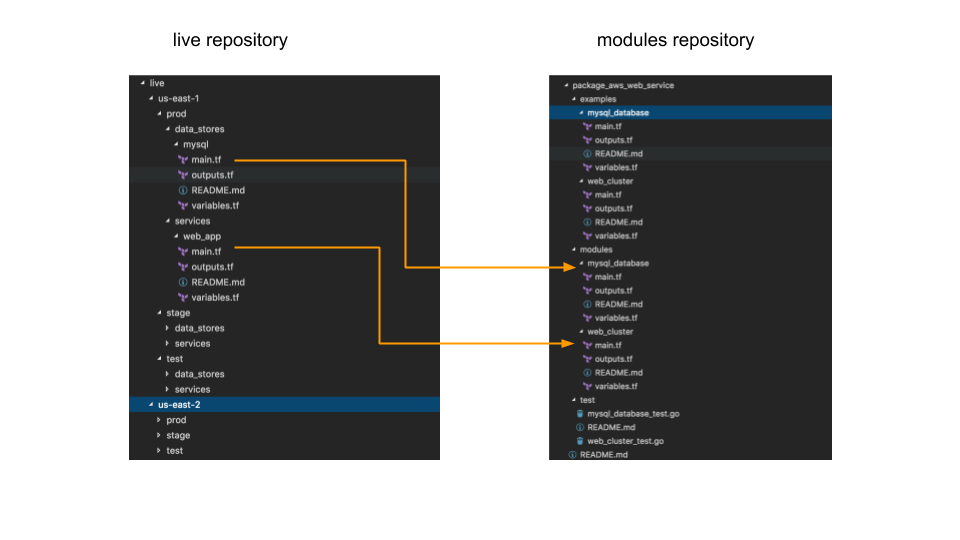 live repository
modules repository
live
us-east-1
prod
data_stores
mysql
main.tf
outputs.tf
README.md
variables.tf
services
web_app
main.tf
outputs.tf
README.md
variables.tf
stage
data_stores
services
test
data_stores
services
us-east-2
prod
stage
test
package_aws_web_service
examples
mysql_database
main.tf
outputs.tf
README.md
variables.tf
web_cluster
main.tf
outputs.tf
README.md
variables.tf
modules
mysql_database
main.tf
outputs.tf
README.md
variables.tf
web_cluster
main.tf
outputs.tf
README.md
variables.tf
test
mysql_database_test.go
README.md
web_cluster_test.go
README.md